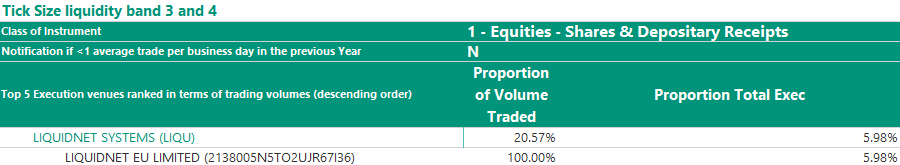 Tick Size liquidity band 3 and 4
Class of Instrument 1 - Equities - Shares & Depositary Receipts
Notification if <1 average trade per business day in the previous Year N
Top 5 Execution venues ranked in terms of trading volumes (descending order) Proportion of Volume Traded Proportion Total Exec
LIQUIDNET SYSTEMS (LIQU) 20.57% 5.98%
LIQUIDNET EU LIMITED (2138005N5TO2UJR67I36) 100.00% 5.98%